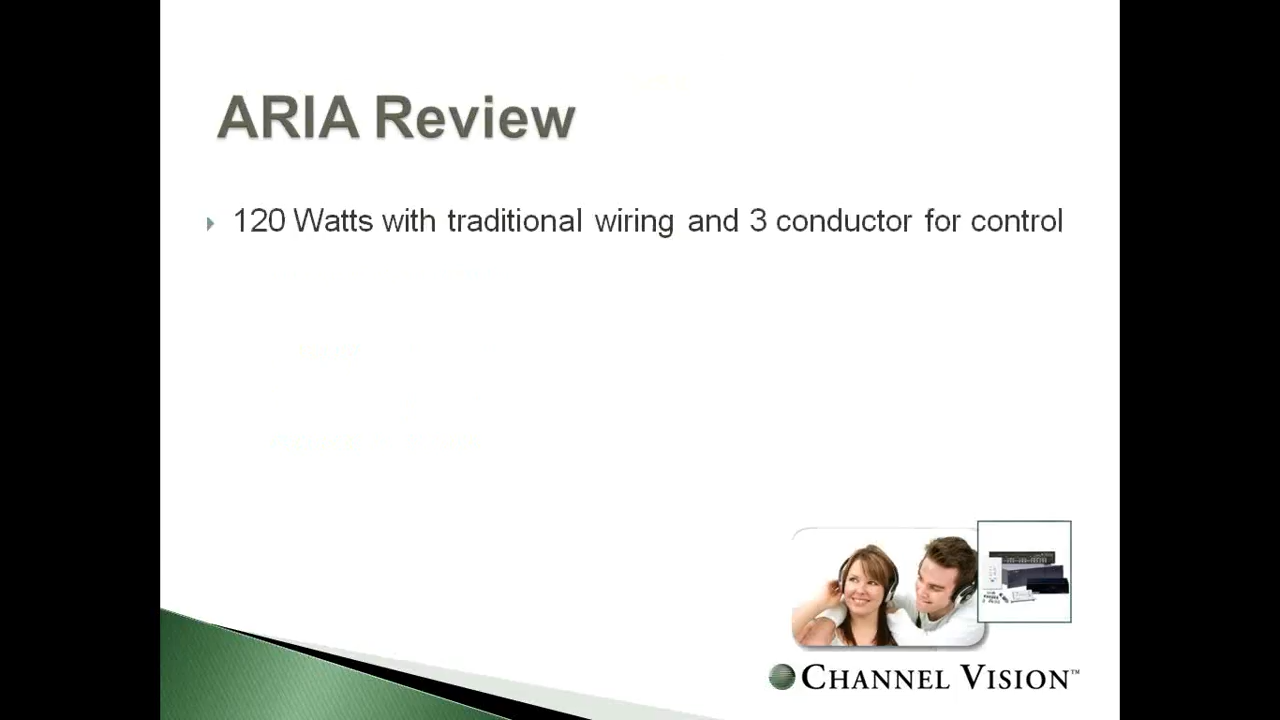 ARIA Review
120 Watts with traditional wiring and 3 conductor for control
CHANNEL VISION™